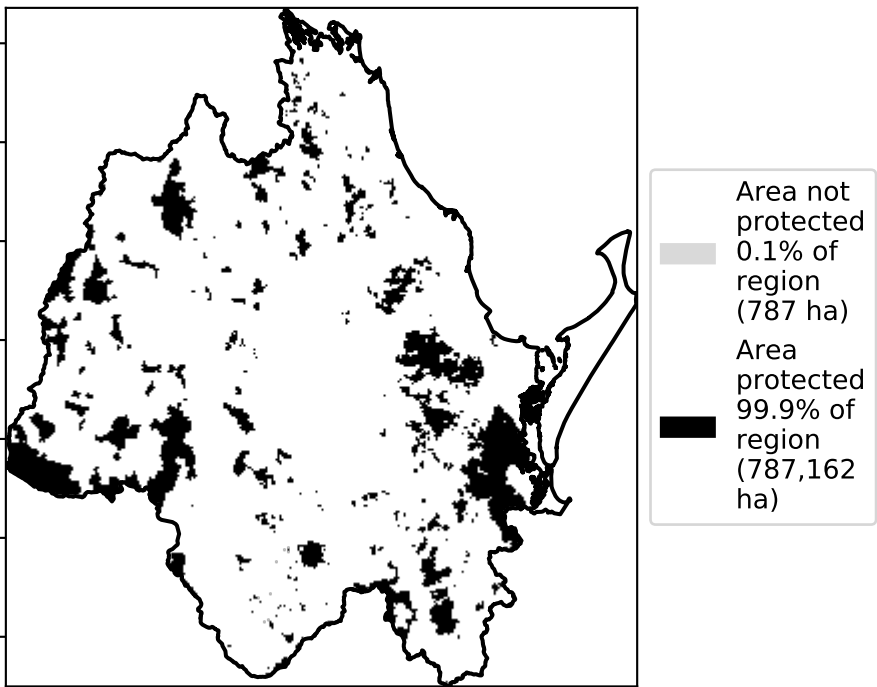 Area not
protected
0.1% of
region
(787 ha)
Area
protected
99.9% of
region
(787,162
ha)